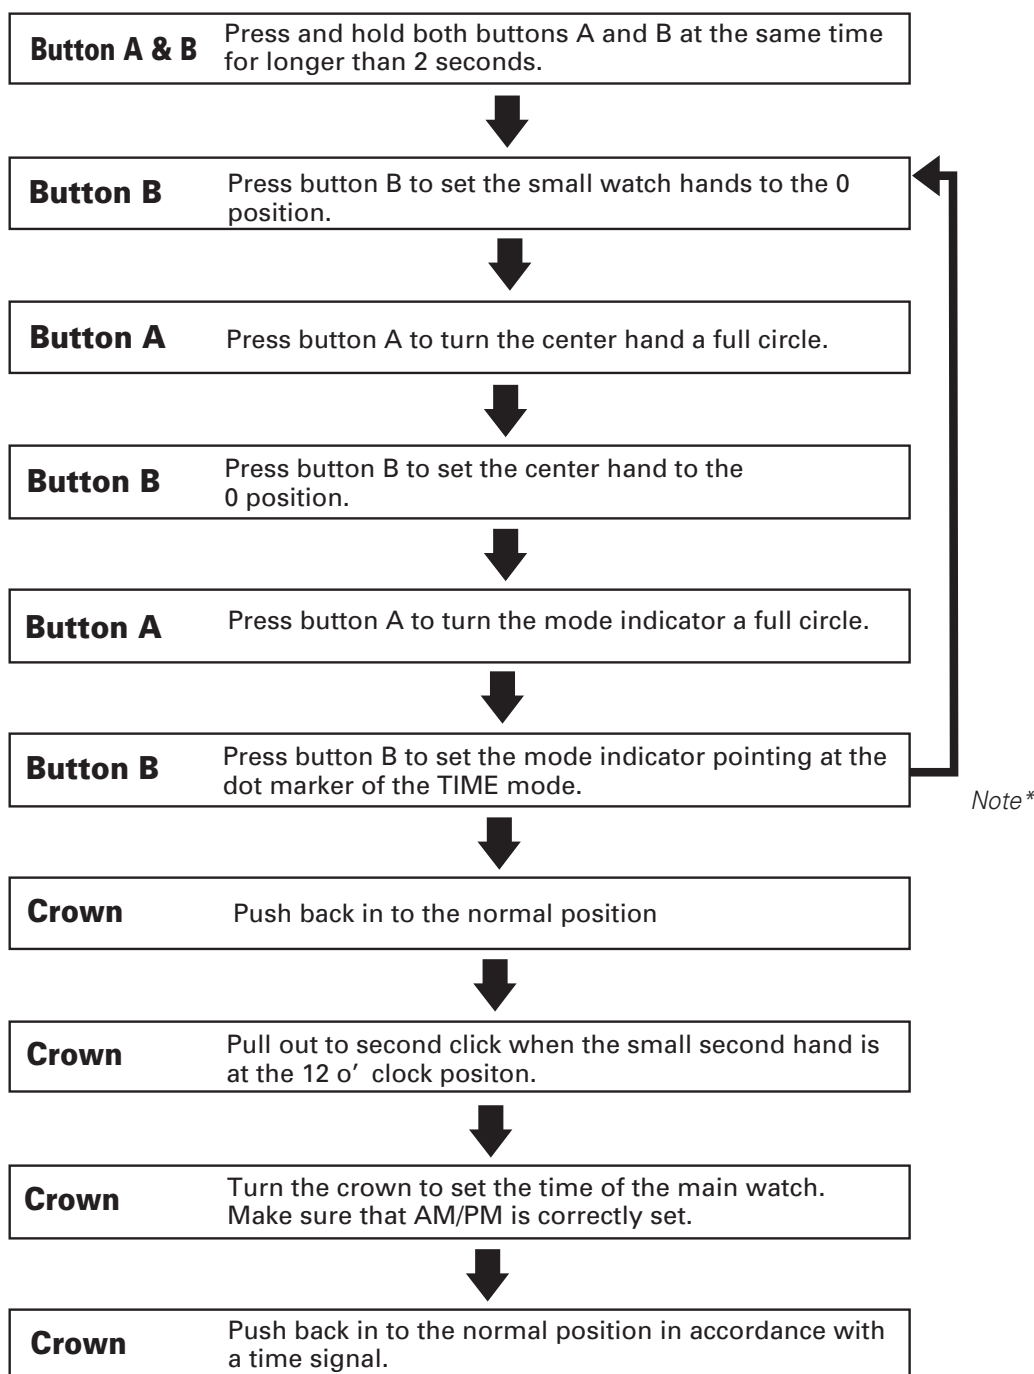 Button A & B
Press and hold both buttons A and B at the same time
for longer than 2 seconds.
Button B
Press button B to set the small watch hands to the 0
position.
Button A
Press button A to turn the center hand a full circle.
Button B
Press button B to set the center hand to the
0 position.
Button A
Press button A to turn the mode indicator a full circle.
Button B
Press button B to set the mode indicator pointing at the
dot marker of the TIME mode.
Note*
Crown
Push back in to the normal position
Crown
Pull out to second click when the small second hand is
at the 12 o’ clock positon.
Crown
Turn the crown to set the time of the main watch.
Make sure that AM/PM is correctly set.
Crown
Push back in to the normal position in accordance with
a time signal.